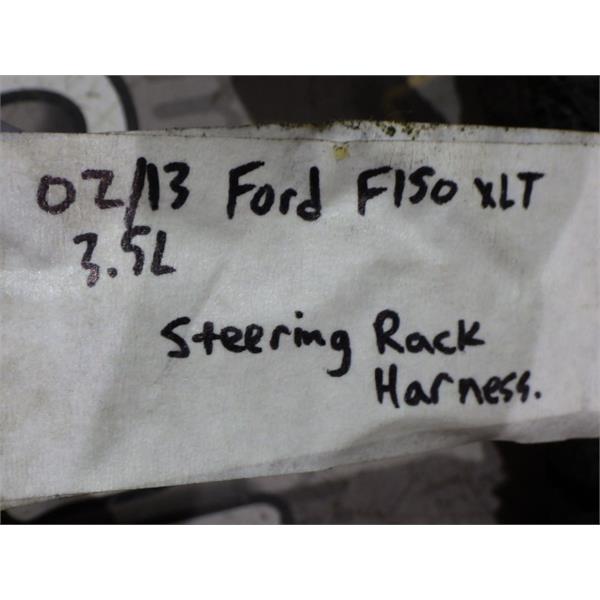 02/13 Ford F150 XLT
3.5L
Steering Rack
Harness.